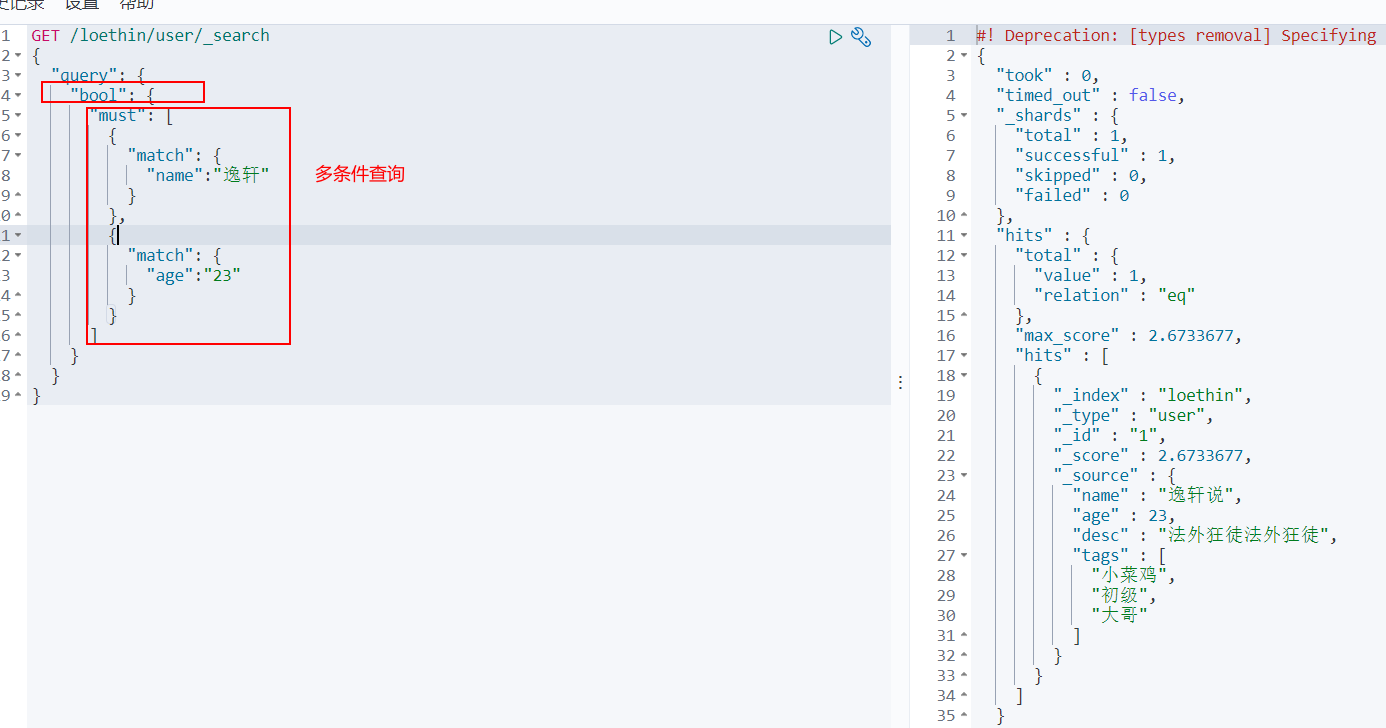 史记录 设置 帮助
1 GET /loethin/user/_search
2 {
3 "query": {
4 "bool": {
5 "must": [
6 {
7 "match": {
8 "name":"逸轩"
9 }
0 },
1 {
2 "match": {
3 "age":"23"
4 }
5 }
6 ]
7 }
8 }
9 }
多条件查询
1 #! Deprecation: [types removal] Specifying
2 {
3 "took" : 0,
4 "timed_out" : false,
5 "_shards" : {
6 "total" : 1,
7 "successful" : 1,
8 "skipped" : 0,
9 "failed" : 0
10 },
11 "hits" : {
12 "total" : {
13 "value" : 1,
14 "relation" : "eq"
15 },
16 "max_score" : 2.6733677,
17 "hits" : [
18 {
19 "_index" : "loethin",
20 "_type" : "user",
21 "_id" : "1",
22 "_score" : 2.6733677,
23 "_source" : {
24 "name" : "逸轩说",
25 "age" : 23,
26 "desc" : "法外狂徒法外狂徒",
27 "tags" : [
28 "小菜鸡",
29 "初级",
30 "大哥"
31 ]
32 }
33 }
34 ]
35 }